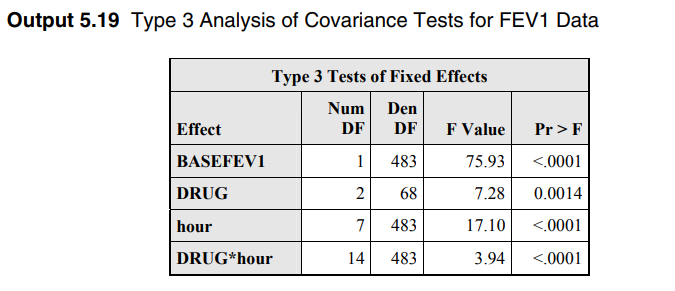 Output 5.19 Type 3 Analysis of Covariance Tests for FEV1 Data
Type 3 Tests of Fixed Effects
Effect Num DF Den DF F Value Pr > F
BASEFEV1 1 483 75.93 <.0001
DRUG 2 68 7.28 0.0014
hour 7 483 17.10 <.0001
DRUG*hour 14 483 3.94 <.0001